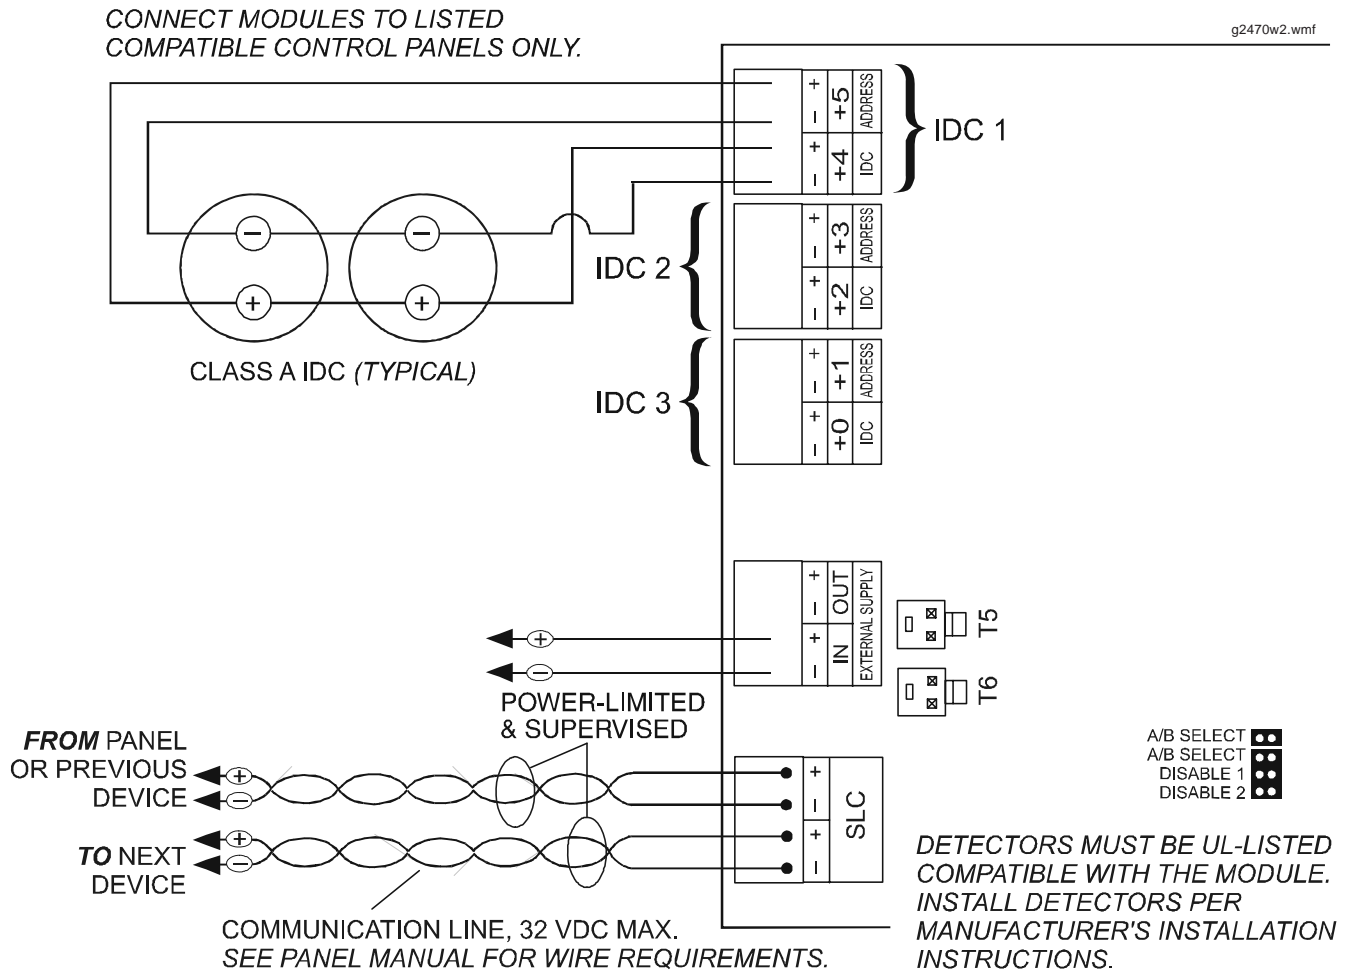 CONNECT MODULES TO LISTED
COMPATIBLE CONTROL PANELS ONLY.
g2470w2.wmf
+ - +5 ADDRESS
+ - +4 IDC
IDC 1
+ - +3 ADDRESS
+ - +2 IDC
IDC 2
+ - +1 ADDRESS
+ - +0 IDC
IDC 3
- -
+ +
CLASS A IDC (TYPICAL)
+ - OUT
+ - IN
EXTERNAL SUPPLY
T5
T6
+
-
POWER-LIMITED
& SUPERVISED
FROM PANEL
OR PREVIOUS
DEVICE
+
-
TO NEXT
DEVICE
+
-
+ -
+ -
SLC
A/B SELECT
A/B SELECT
DISABLE 1
DISABLE 2
COMMUNICATION LINE, 32 VDC MAX.
SEE PANEL MANUAL FOR WIRE REQUIREMENTS.
DETECTORS MUST BE UL-LISTED
COMPATIBLE WITH THE MODULE.
INSTALL DETECTORS PER
MANUFACTURER'S INSTALLATION
INSTRUCTIONS.